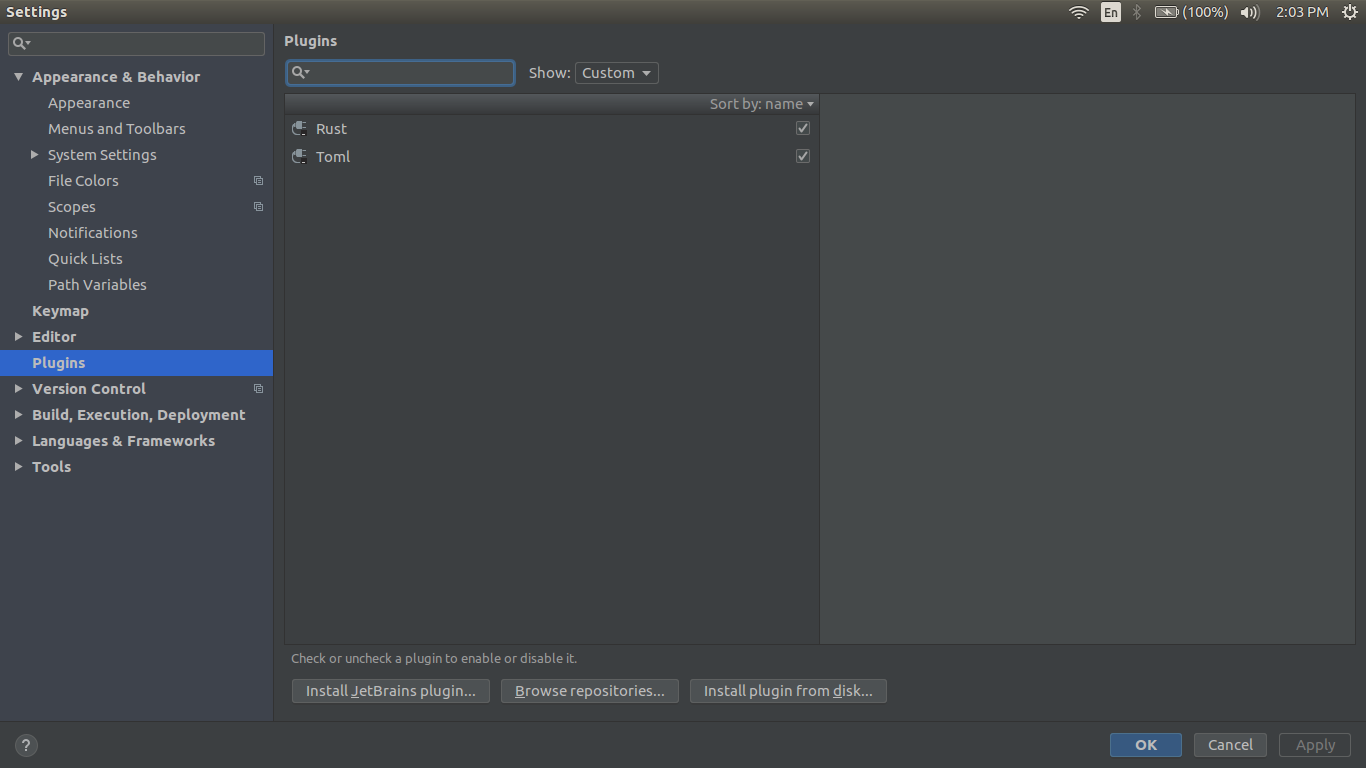 Settings
En
(100%)
2:03 PM
Appearance & Behavior
Appearance
Menus and Toolbars
System Settings
File Colors
Scopes
Notifications
Quick Lists
Path Variables
Keymap
Editor
Plugins
Version Control
Build, Execution, Deployment
Languages & Frameworks
Tools
Plugins
Show: Custom
Sort by: name
Rust
Toml
Check or uncheck a plugin to enable or disable it.
Install JetBrains plugin...
Browse repositories...
Install plugin from disk...
?
OK
Cancel
Apply